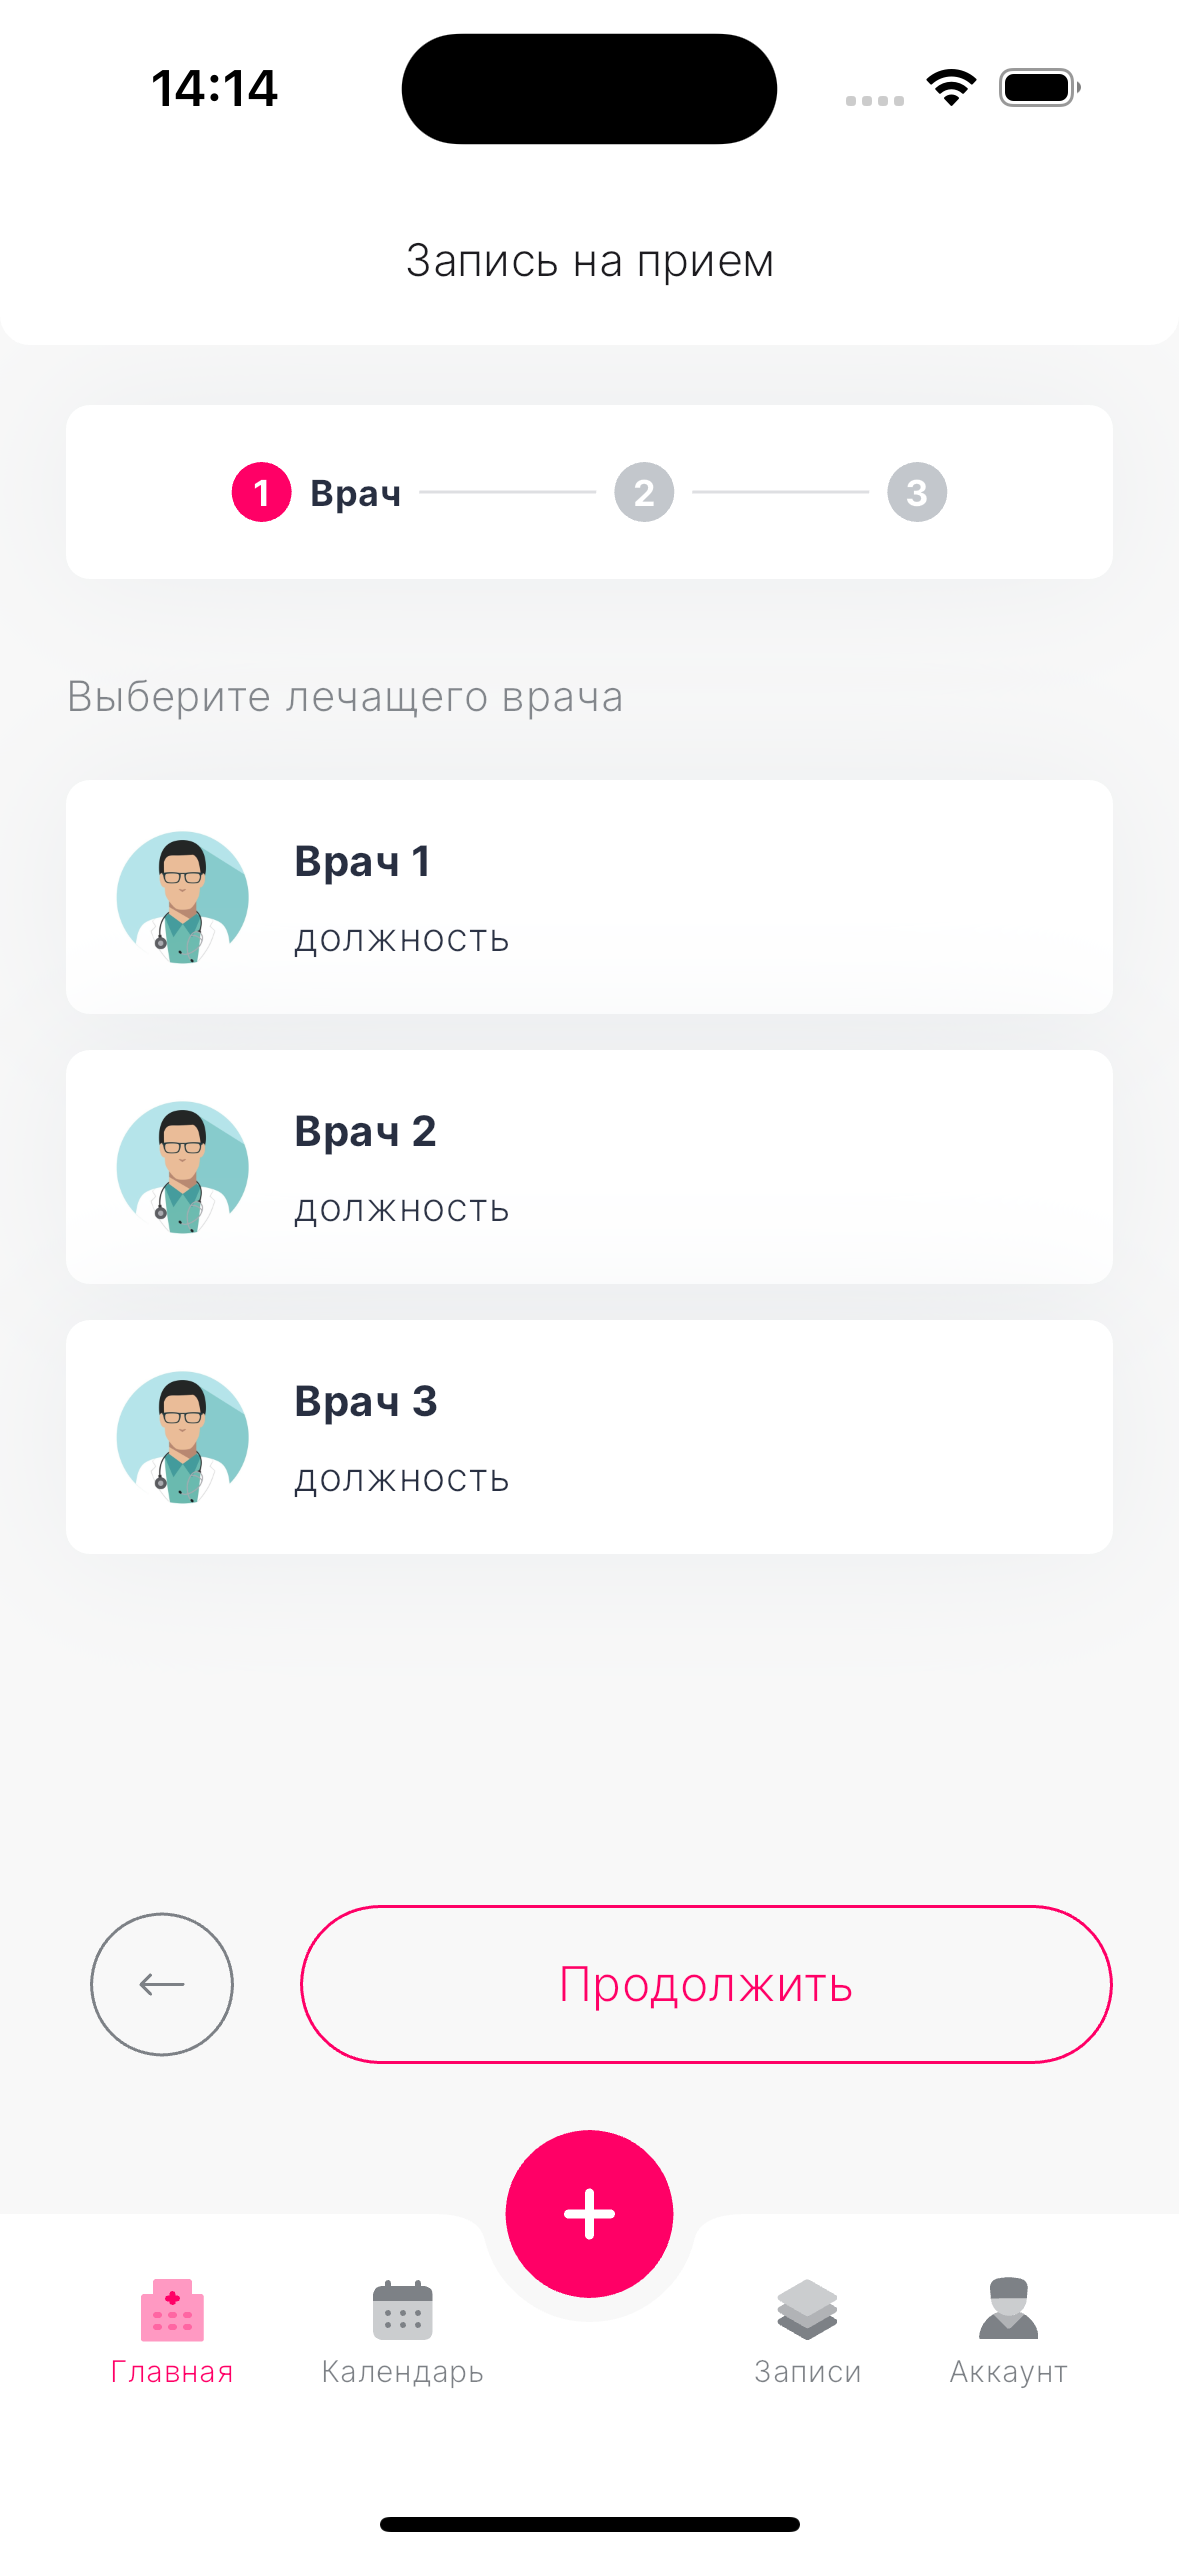 14:14
Запись на прием
1 Врач 2 3
Выберите лечащего врача
Врач 1
должность
Врач 2
должность
Врач 3
должность
Продолжить
Главная Календарь Записи Аккаунт